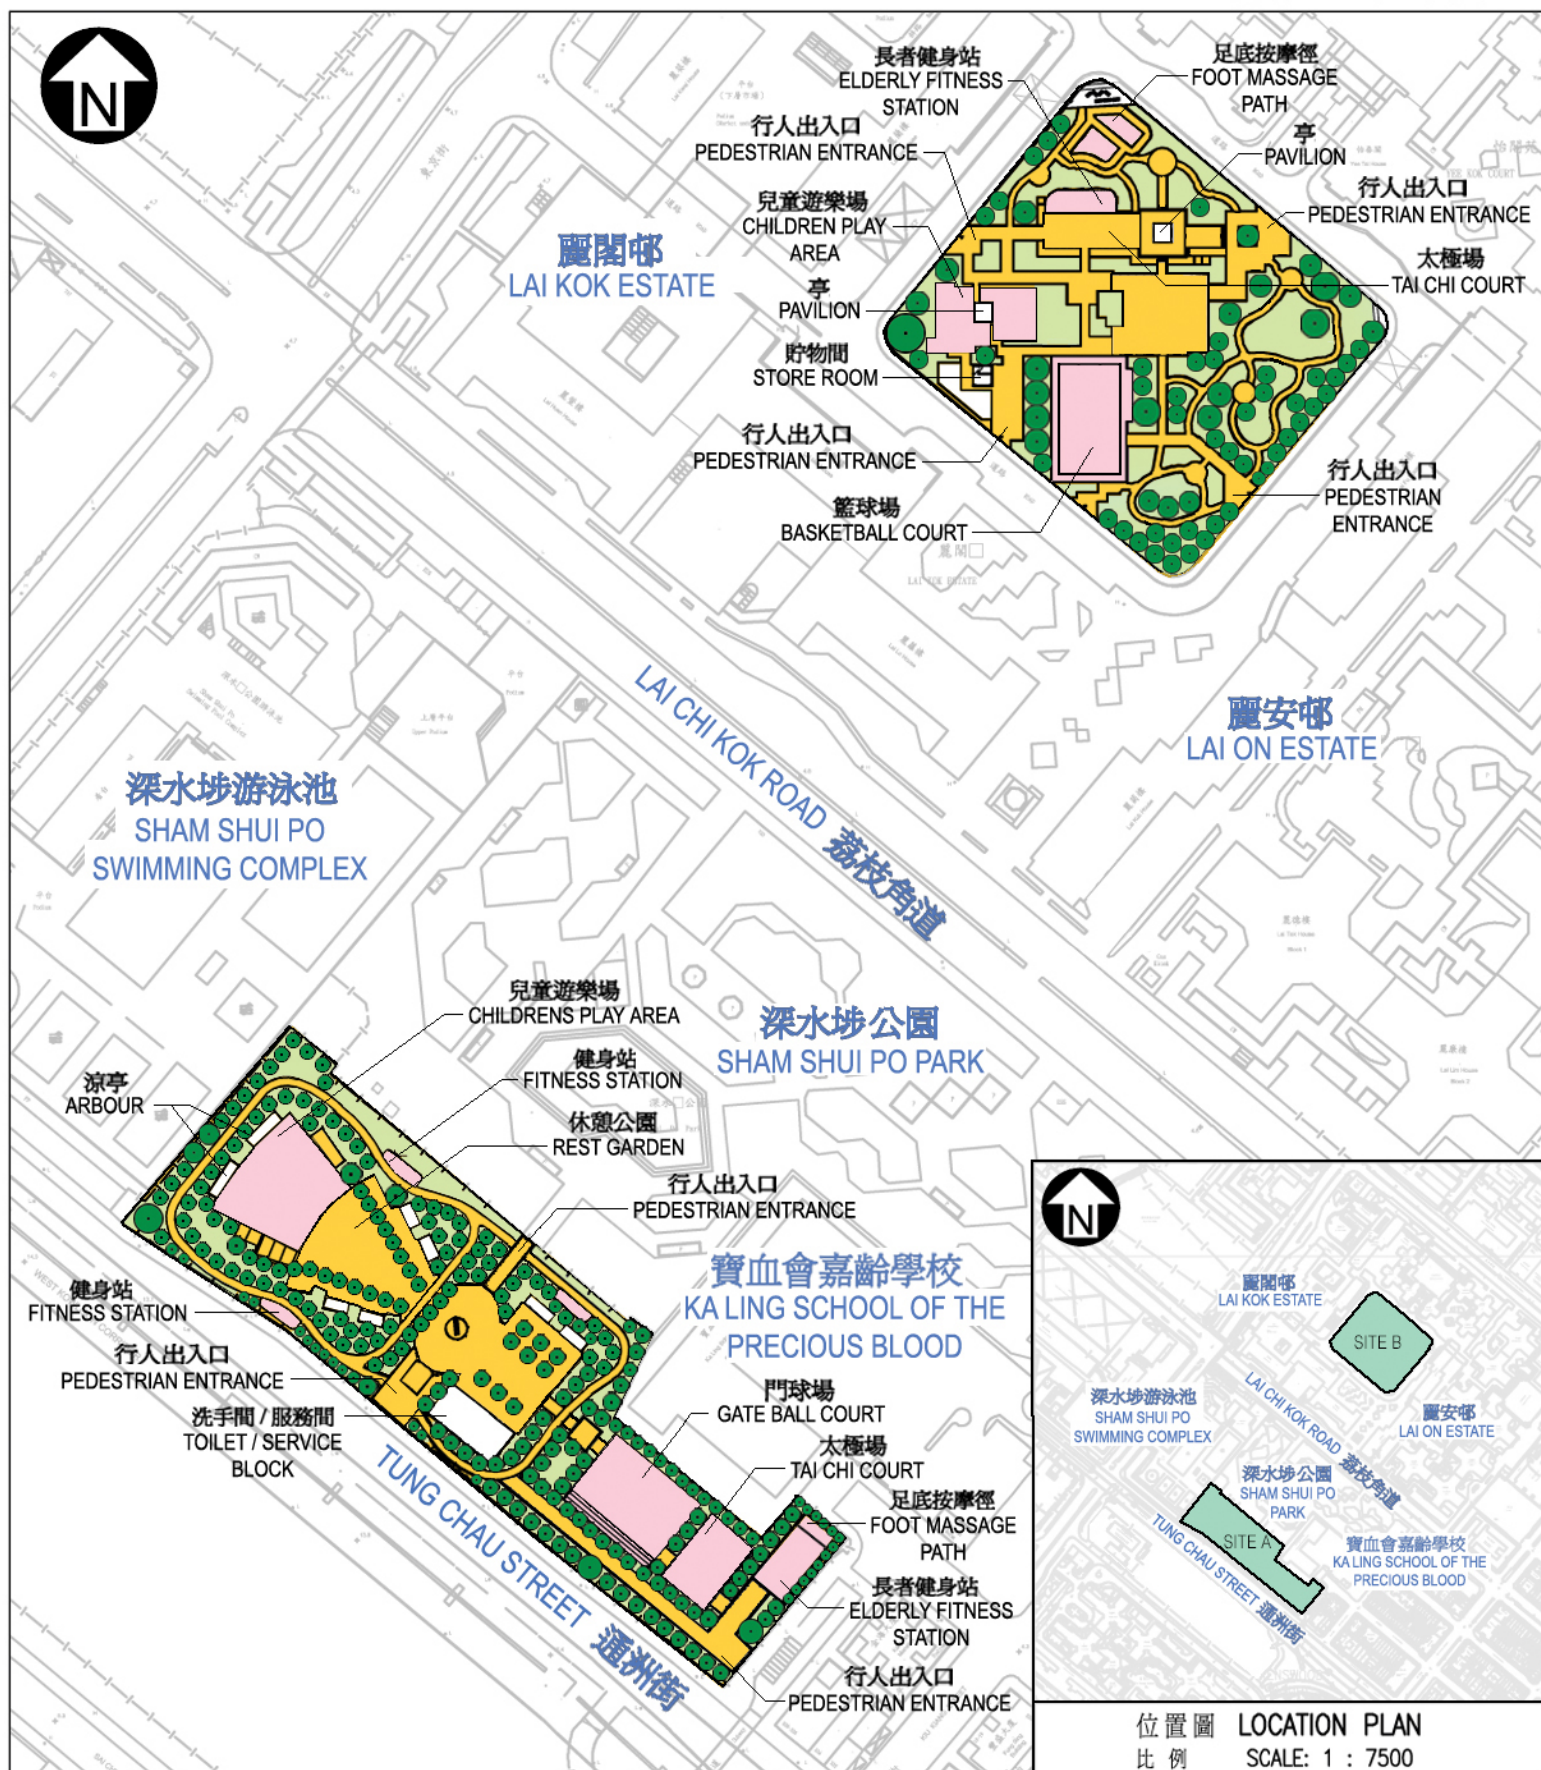 N
長者健身站
ELDERLY FITNESS
STATION
足底按摩徑
FOOT MASSAGE
PATH
行人出入口
PEDESTRIAN ENTRANCE
亭
PAVILION
行人出入口
PEDESTRIAN ENTRANCE
兒童遊樂場
CHILDREN PLAY
AREA
太極場
TAI CHI COURT
麗閣邨
LAI KOK ESTATE
亭
PAVILION
貯物間
STORE ROOM
行人出入口
PEDESTRIAN ENTRANCE
行人出入口
PEDESTRIAN
ENTRANCE
籃球場
BASKETBALL COURT
LAI KOK ESTATE
YEE KOK COURT
東京街
LAI CHI KOK ROAD 荔枝角道
麗安邨
LAI ON ESTATE
深水埗游泳池
SHAM SHUI PO
SWIMMING COMPLEX
兒童遊樂場
CHILDRENS PLAY AREA
深水埗公園
SHAM SHUI PO PARK
健身站
FITNESS STATION
涼亭
ARBOUR
休憩公園
REST GARDEN
行人出入口
PEDESTRIAN ENTRANCE
寶血會嘉齡學校
KA LING SCHOOL OF THE
PRECIOUS BLOOD
健身站
FITNESS STATION
行人出入口
PEDESTRIAN ENTRANCE
洗手間 / 服務間
TOILET / SERVICE
BLOCK
門球場
GATE BALL COURT
太極場
TAI CHI COURT
足底按摩徑
FOOT MASSAGE
PATH
長者健身站
ELDERLY FITNESS
STATION
行人出入口
PEDESTRIAN ENTRANCE
TUNG CHAU STREET 通洲街
N
麗閣邨
LAI KOK ESTATE
SITE B
LAI CHI KOK ROAD 荔枝角道
深水埗游泳池
SHAM SHUI PO
SWIMMING COMPLEX
麗安邨
LAI ON ESTATE
深水埗公園
SHAM SHUI PO
PARK
SITE A
寶血會嘉齡學校
KA LING SCHOOL OF THE
PRECIOUS BLOOD
TUNG CHAU STREET 通洲街
位置圖 LOCATION PLAN
比例 SCALE: 1 : 7500